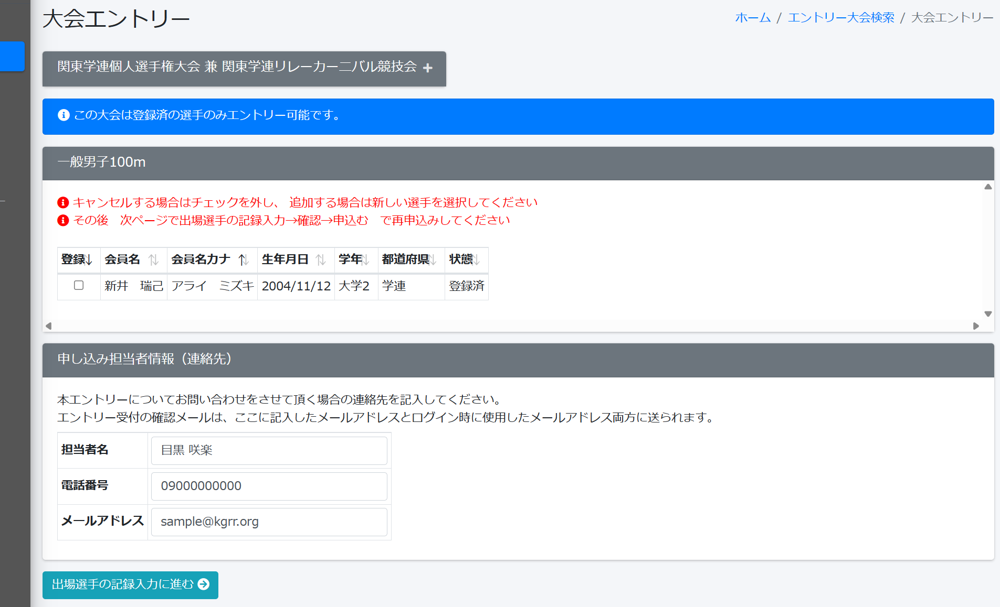 大会エントリー
ホーム / エントリー大会検索 / 大会エントリー
関東学連個人選手権大会 兼 関東学連リレーカーニバル競技会
この大会は登録済の選手のみエントリー可能です。
一般男子100m
キャンセルする場合はチェックを外し、 追加する場合は新しい選手を選択してください
その後　次ページで出場選手の記録入力→確認→申込む　で再申込みしてください
登録 会員名 会員名カナ 生年月日 学年 都道府県 状態
新井　瑞己 アライ　ミズキ 2004/11/12 大学2 学連 登録済
申し込み担当者情報（連絡先）
本エントリーについてお問い合わせをさせて頂く場合の連絡先を記入してください。
エントリー受付の確認メールは、ここに記入したメールアドレスとログイン時に使用したメールアドレス両方に送られます。
担当者名 目黒 咲楽
電話番号 09000000000
メールアドレス sample@kgrr.org
出場選手の記録入力に進む